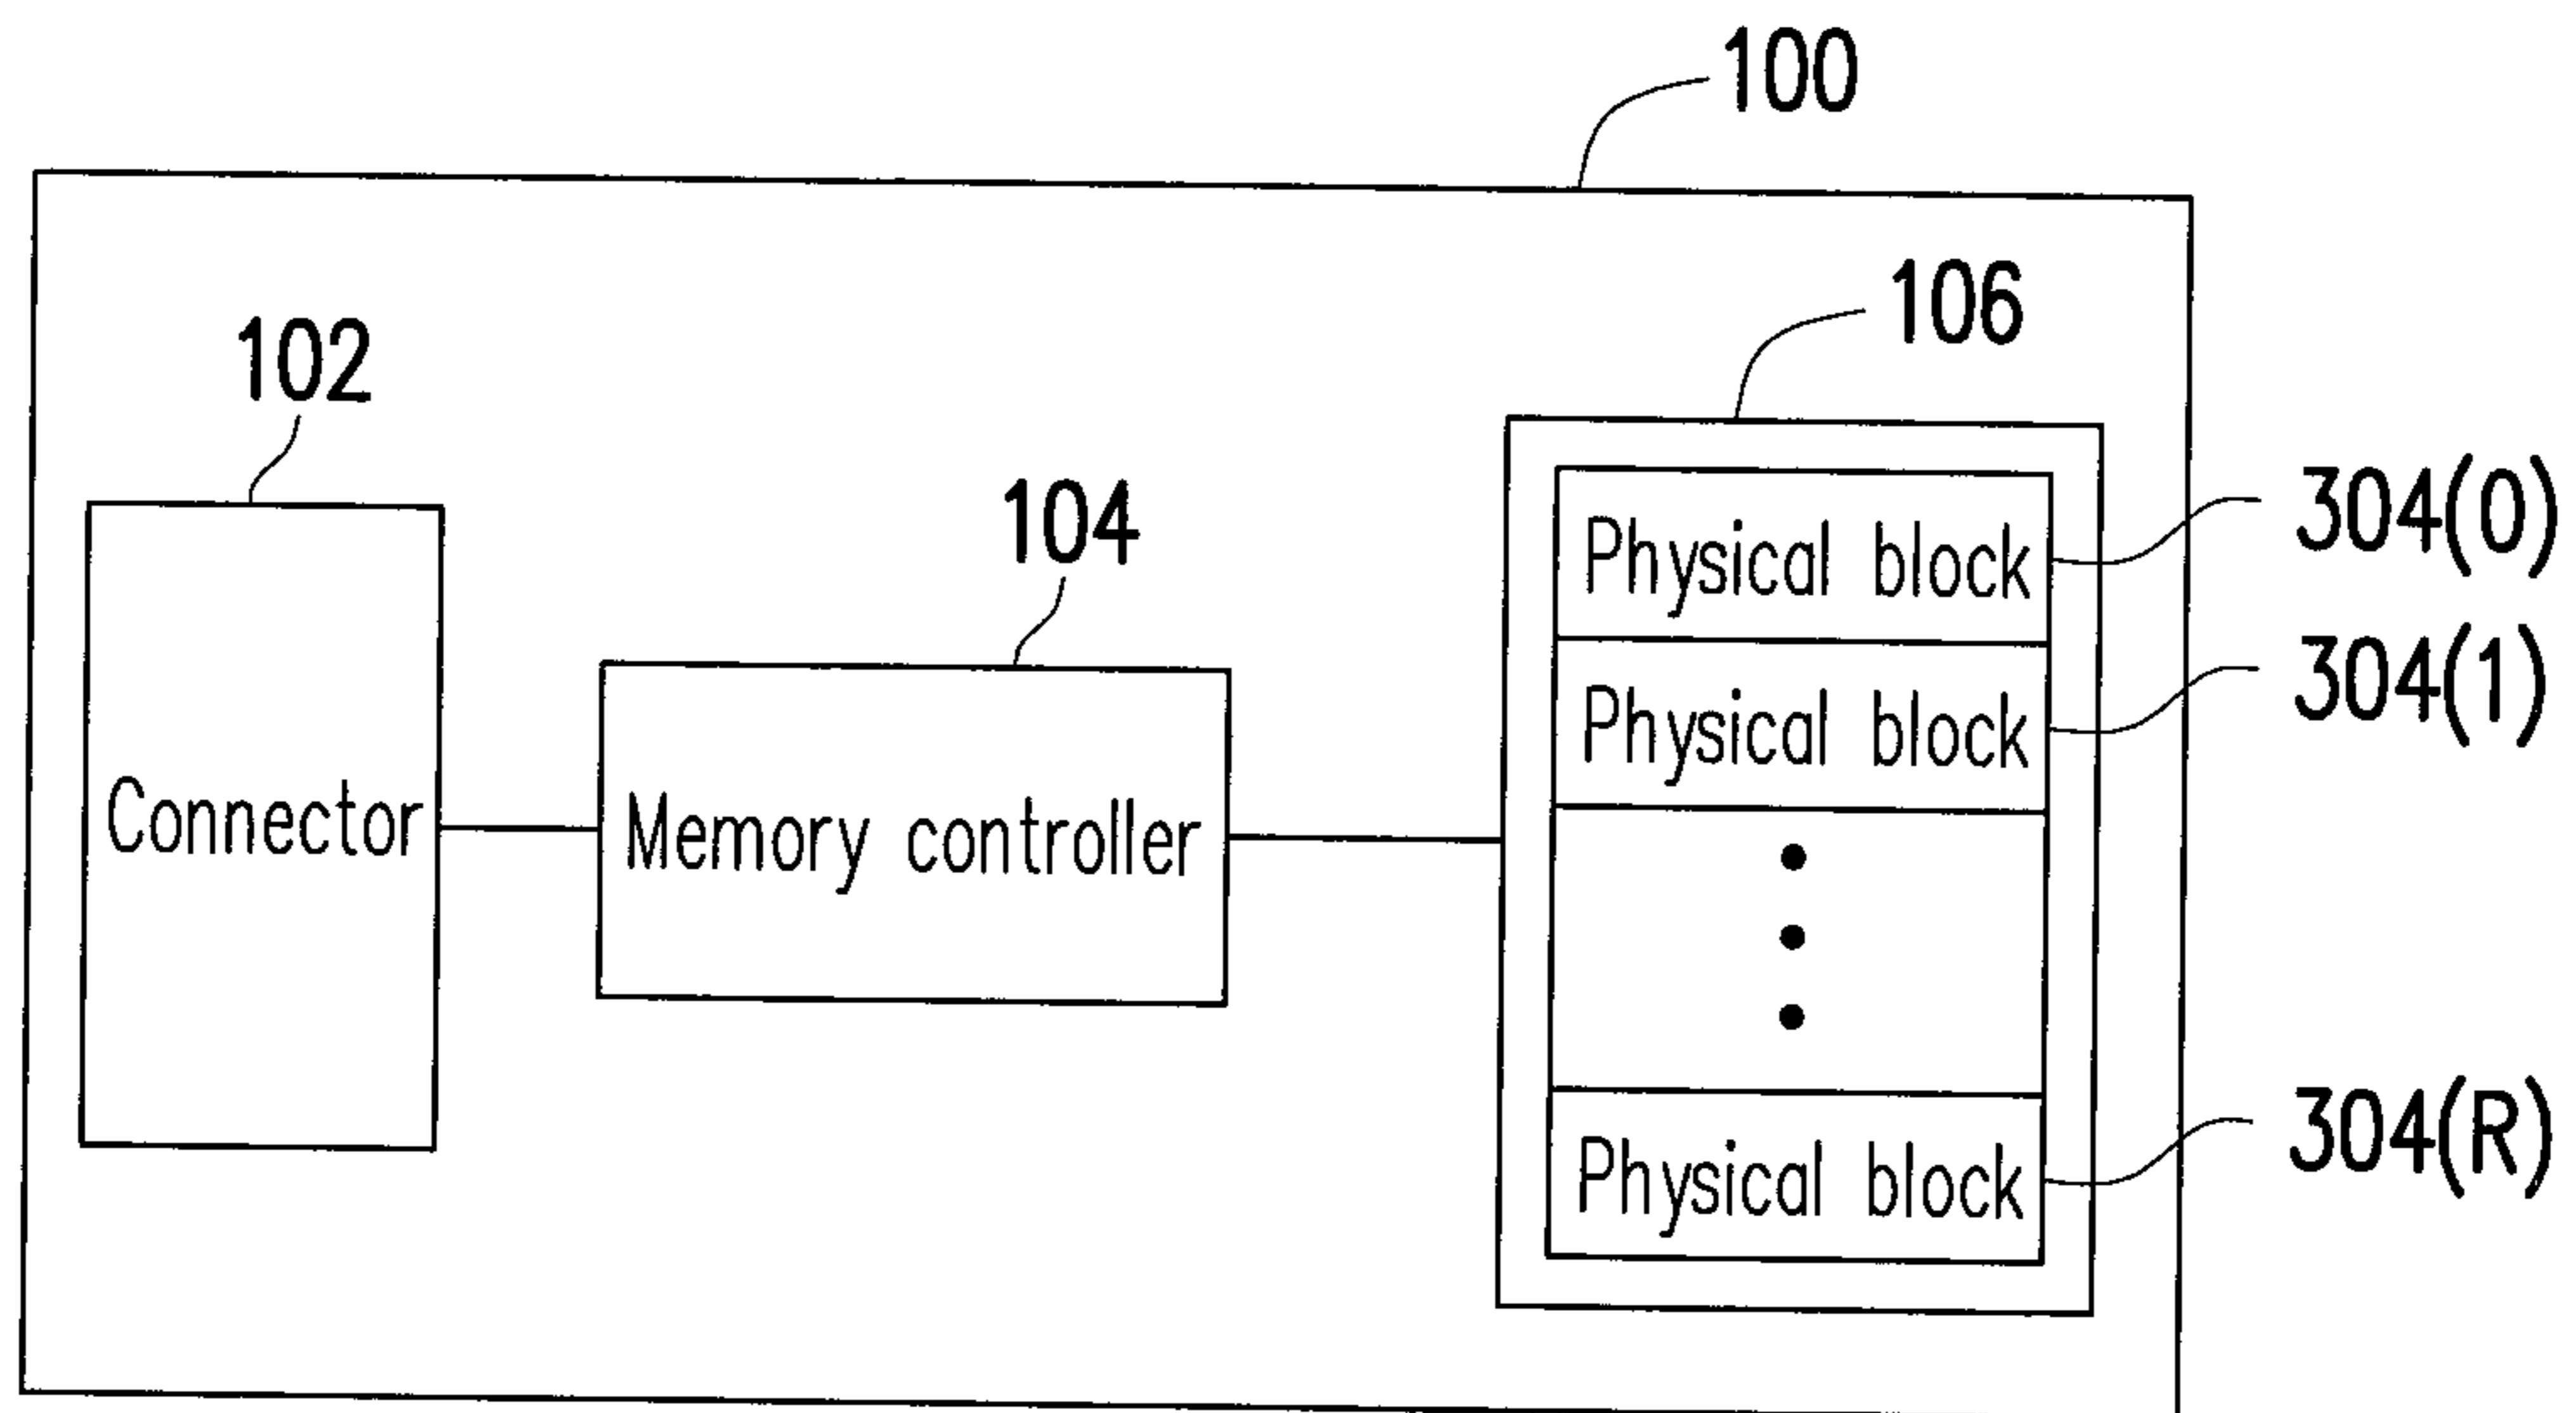 100
106
102
304(0)
104
Physical block
304(1)
Physical block
Connector
Memory controller
304(R)
Physical block